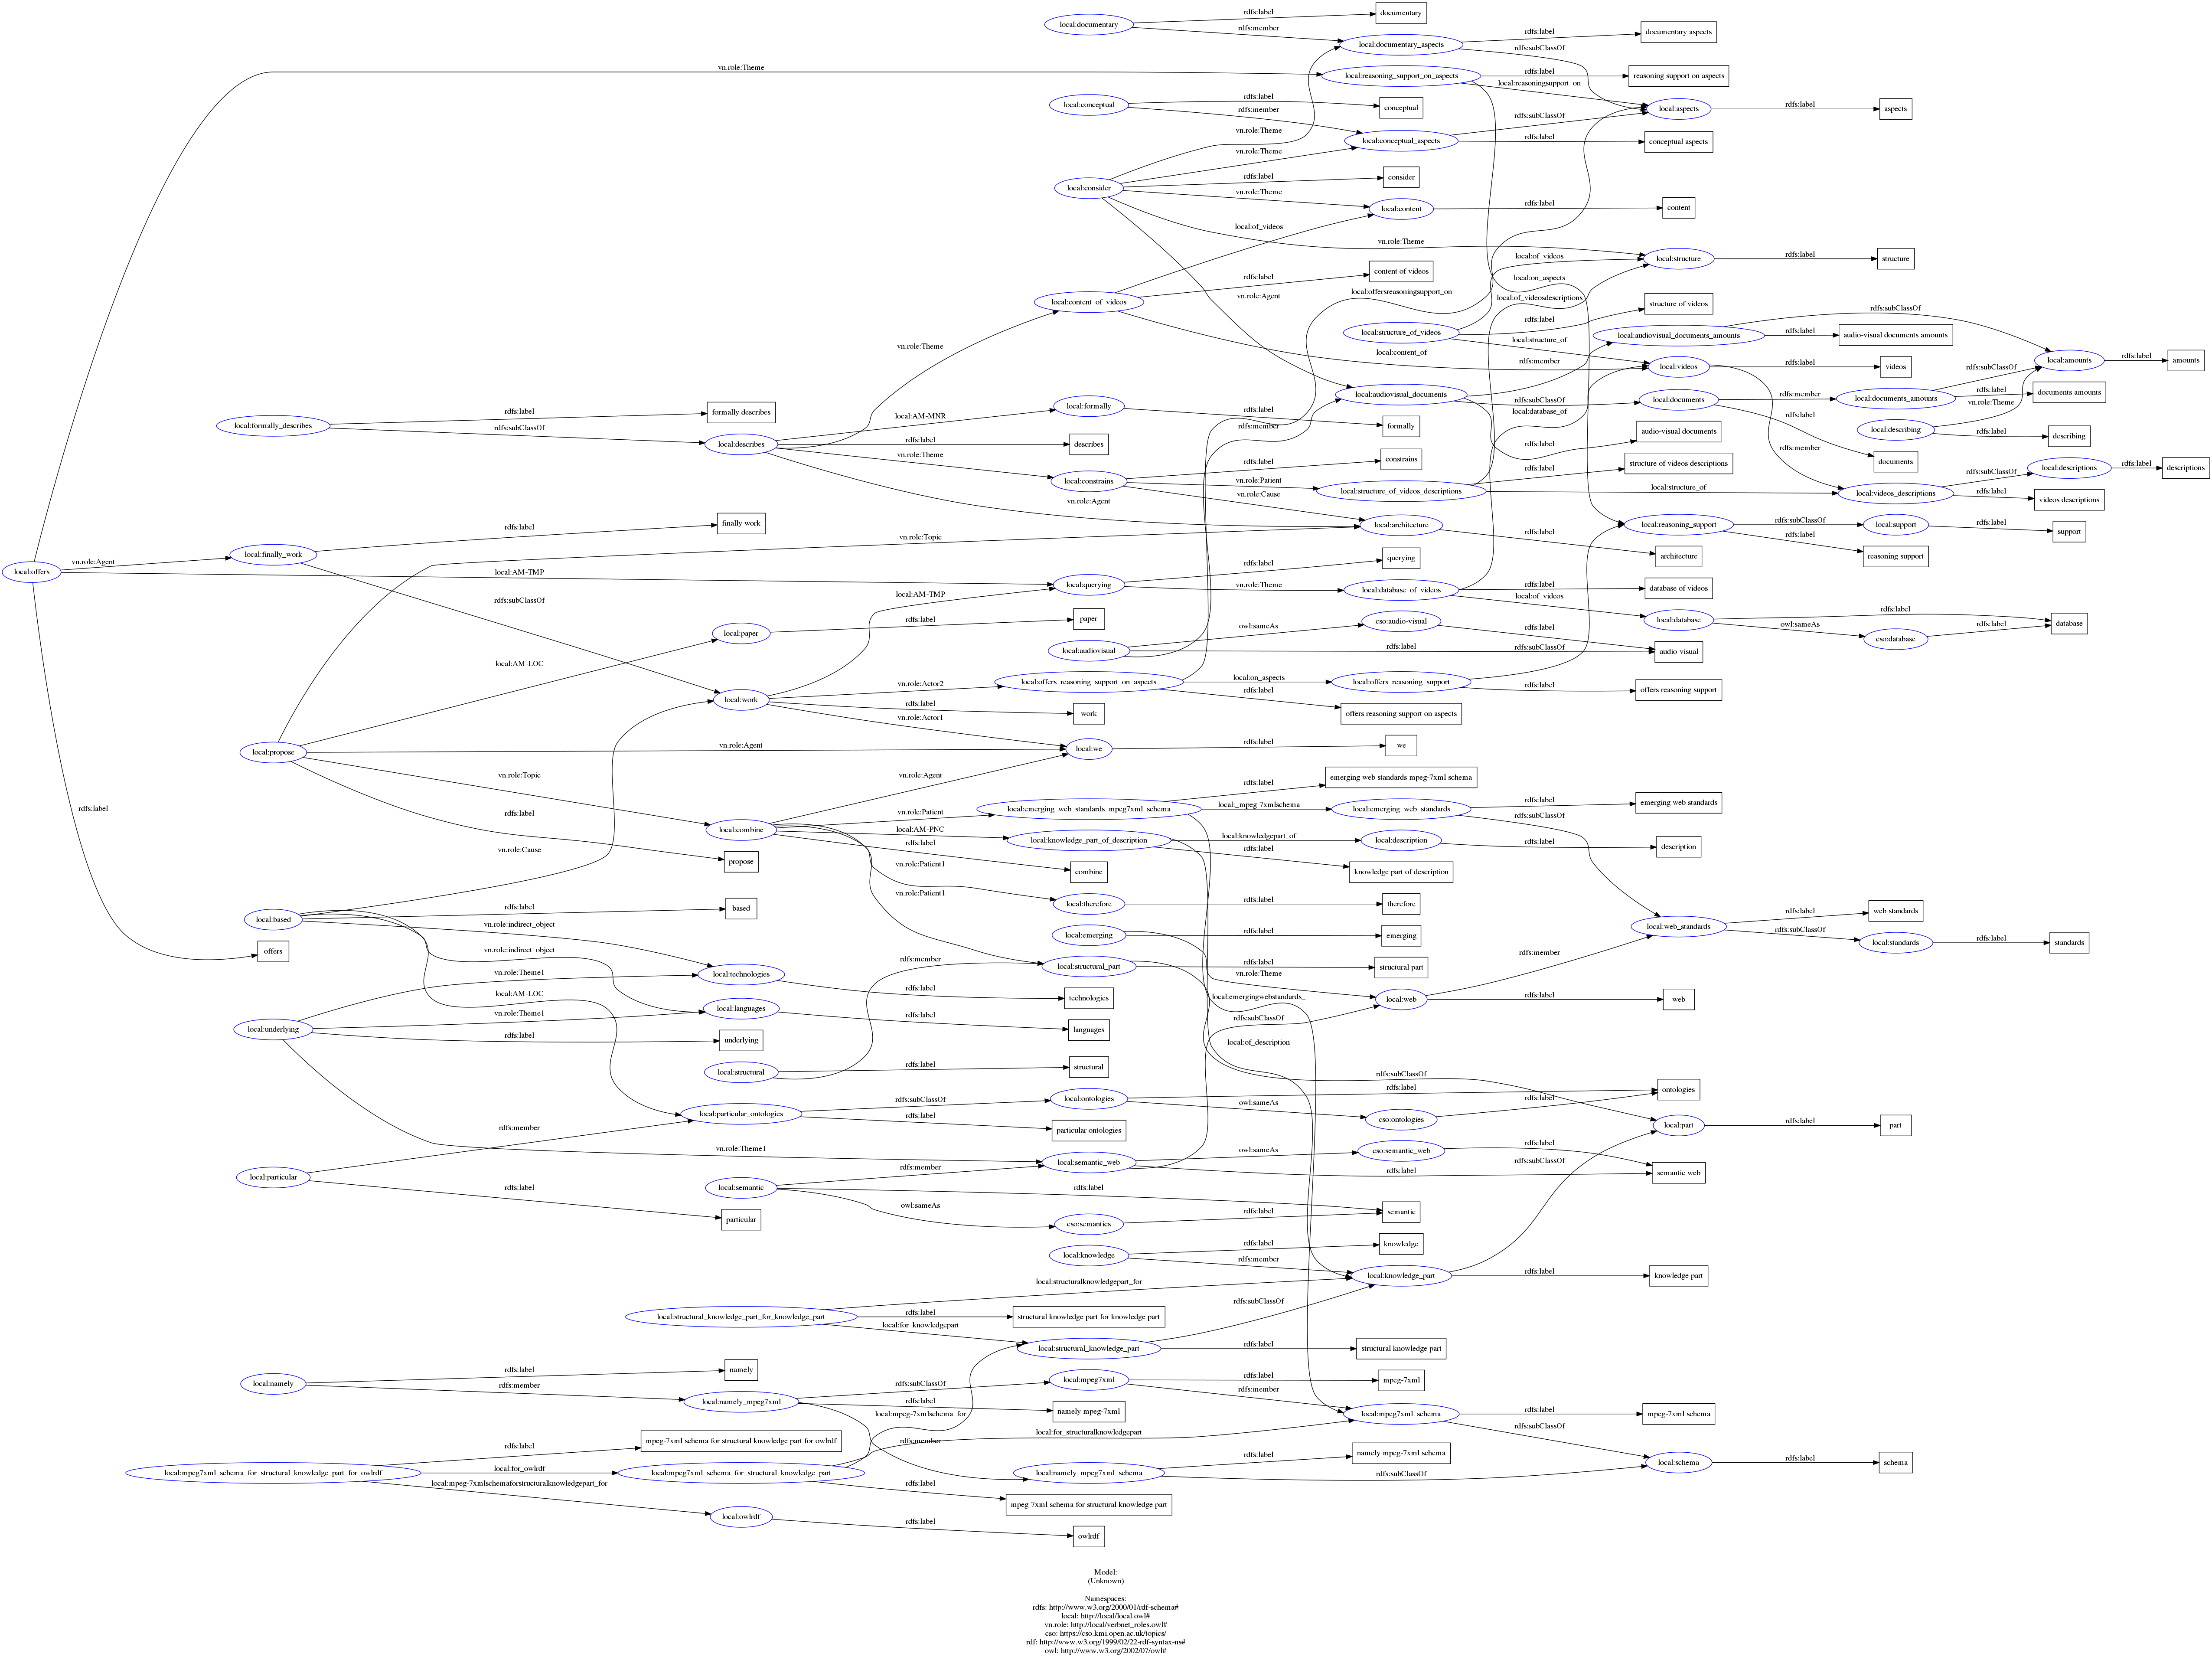 local:documentary
rdfs:label
documentary
rdfs:member
local:documentary_aspects
rdfs:label
documentary aspects
rdfs:subClassOf
vn.role:Theme
local:reasoning_support_on_aspects
rdfs:label
reasoning support on aspects
local:reasoningsupport_on
local:conceptual
rdfs:label
conceptual
rdfs:member
local:aspects
rdfs:label
aspects
vn.role:Theme
rdfs:subClassOf
local:conceptual_aspects
rdfs:label
conceptual aspects
vn.role:Theme
local:consider
rdfs:label
consider
vn.role:Theme
local:content
rdfs:label
content
local:of_videos
vn.role:Theme
local:of_videos
local:structure
rdfs:label
structure
content of videos
rdfs:label
local:on_aspects
local:content_of_videos
vn.role:Agent
local:offersreasoningsupport_on
local:of_videosdescriptions
structure of videos
rdfs:label
rdfs:subClassOf
local:structure_of_videos
local:structure_of
local:audiovisual_documents_amounts
rdfs:label
audio-visual documents amounts
vn.role:Theme
local:content_of
rdfs:member
local:videos
rdfs:label
videos
local:amounts
rdfs:label
amounts
rdfs:subClassOf
local:audiovisual_documents
rdfs:subClassOf
local:documents
rdfs:member
local:documents_amounts
rdfs:label
documents amounts
vn.role:Theme
local:formally_describes
rdfs:label
formally describes
rdfs:subClassOf
local:AM-MNR
local:formally
rdfs:label
formally
local:database_of
rdfs:label
local:describing
rdfs:label
describing
local:describes
rdfs:label
describes
rdfs:member
rdfs:label
audio-visual documents
rdfs:member
documents
vn.role:Theme
local:constrains
rdfs:label
constrains
vn.role:Patient
rdfs:label
structure of videos descriptions
rdfs:subClassOf
local:descriptions
rdfs:label
descriptions
vn.role:Agent
vn.role:Cause
local:structure_of_videos_descriptions
local:structure_of
local:videos_descriptions
rdfs:label
videos descriptions
rdfs:label
finally work
vn.role:Topic
local:architecture
local:reasoning_support
rdfs:subClassOf
local:support
rdfs:label
support
local:finally_work
vn.role:Agent
rdfs:label
architecture
rdfs:label
reasoning support
local:offers
local:AM-TMP
local:querying
rdfs:label
querying
vn.role:Theme
local:database_of_videos
rdfs:label
database of videos
local:of_videos
rdfs:subClassOf
local:AM-TMP
local:database
rdfs:label
database
owl:sameAs
cso:database
rdfs:label
local:paper
rdfs:label
paper
owl:sameAs
cso:audio-visual
rdfs:label
local:AM-LOC
local:audiovisual
rdfs:label
rdfs:subClassOf
audio-visual
vn.role:Actor2
local:offers_reasoning_support_on_aspects
local:on_aspects
local:offers_reasoning_support
rdfs:label
offers reasoning support
rdfs:label
offers reasoning support on aspects
local:work
rdfs:label
work
vn.role:Actor1
local:propose
vn.role:Agent
local:we
rdfs:label
we
vn.role:Topic
vn.role:Agent
rdfs:label
emerging web standards mpeg-7xml schema
rdfs:label
rdfs:label
vn.role:Patient
local:emerging_web_standards_mpeg7xml_schema
local:_mpeg-7xmlschema
local:emerging_web_standards
rdfs:label
emerging web standards
rdfs:subClassOf
local:combine
local:AM-PNC
local:knowledge_part_of_description
local:knowledgepart_of
local:description
rdfs:label
description
vn.role:Cause
propose
rdfs:label
combine
rdfs:label
knowledge part of description
vn.role:Patient1
vn.role:Patient1
local:therefore
rdfs:label
therefore
local:based
rdfs:label
based
vn.role:indirect_object
local:emerging
rdfs:label
emerging
local:web_standards
rdfs:label
web standards
rdfs:subClassOf
local:standards
rdfs:label
standards
offers
vn.role:indirect_object
rdfs:member
local:structural_part
rdfs:label
structural part
rdfs:member
vn.role:Theme1
local:technologies
vn.role:Theme
local:AM-LOC
rdfs:label
technologies
local:emergingwebstandards_
local:web
rdfs:label
web
local:underlying
vn.role:Theme1
local:languages
rdfs:label
languages
rdfs:subClassOf
rdfs:label
underlying
local:of_description
local:structural
rdfs:label
structural
rdfs:subClassOf
local:particular_ontologies
rdfs:subClassOf
local:ontologies
rdfs:label
ontologies
owl:sameAs
cso:ontologies
rdfs:label
rdfs:label
particular ontologies
local:part
rdfs:label
part
rdfs:member
vn.role:Theme1
local:semantic_web
owl:sameAs
cso:semantic_web
rdfs:label
rdfs:subClassOf
rdfs:label
semantic web
local:particular
rdfs:label
particular
local:semantic
rdfs:member
rdfs:label
semantic
owl:sameAs
cso:semantics
rdfs:label
local:knowledge
rdfs:label
knowledge
rdfs:member
local:knowledge_part
rdfs:label
knowledge part
local:structuralknowledgepart_for
local:structural_knowledge_part_for_knowledge_part
rdfs:label
structural knowledge part for knowledge part
local:for_knowledgepart
rdfs:subClassOf
local:structural_knowledge_part
rdfs:label
structural knowledge part
local:namely
rdfs:label
namely
rdfs:member
local:namely_mpeg7xml
rdfs:subClassOf
local:mpeg7xml
rdfs:label
mpeg-7xml
rdfs:member
rdfs:label
namely mpeg-7xml
local:mpeg-7xmlschema_for
local:mpeg7xml_schema
rdfs:label
mpeg-7xml schema
rdfs:subClassOf
local:for_structuralknowledgepart
rdfs:member
rdfs:label
mpeg-7xml schema for structural knowledge part for owlrdf
rdfs:label
namely mpeg-7xml schema
local:mpeg7xml_schema_for_structural_knowledge_part_for_owlrdf
local:for_owlrdf
local:mpeg7xml_schema_for_structural_knowledge_part
local:namely_mpeg7xml_schema
rdfs:subClassOf
local:schema
rdfs:label
schema
local:mpeg-7xmlschemaforstructuralknowledgepart_for
rdfs:label
mpeg-7xml schema for structural knowledge part
local:owlrdf
rdfs:label
owlrdf
Model:
(Unknown)
Namespaces:
rdfs: http://www.w3.org/2000/01/rdf-schema#
local: http://local/local.owl#
vn.role: http://local/verbnet_roles.owl#
cso: https://cso.kmi.open.ac.uk/topics/
rdf: http://www.w3.org/1999/02/22-rdf-syntax-ns#
owl: http://www.w3.org/2002/07/owl#